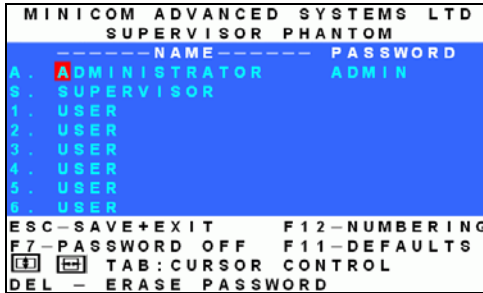 MINICOM ADVANCED SYSTEMS LTD
SUPERVISOR PHANTOM
——————NAME—————— PASSWORD
A. ADMINISTRATOR ADMIN
S. SUPERVISOR
1. USER
2. USER
3. USER
4. USER
5. USER
6. USER
ESC—SAVE+EXIT F12—NUMBERING
F7—PASSWORD OFF F11—DEFAULTS
TAB:CURSOR CONTROL
DEL — ERASE PASSWORD